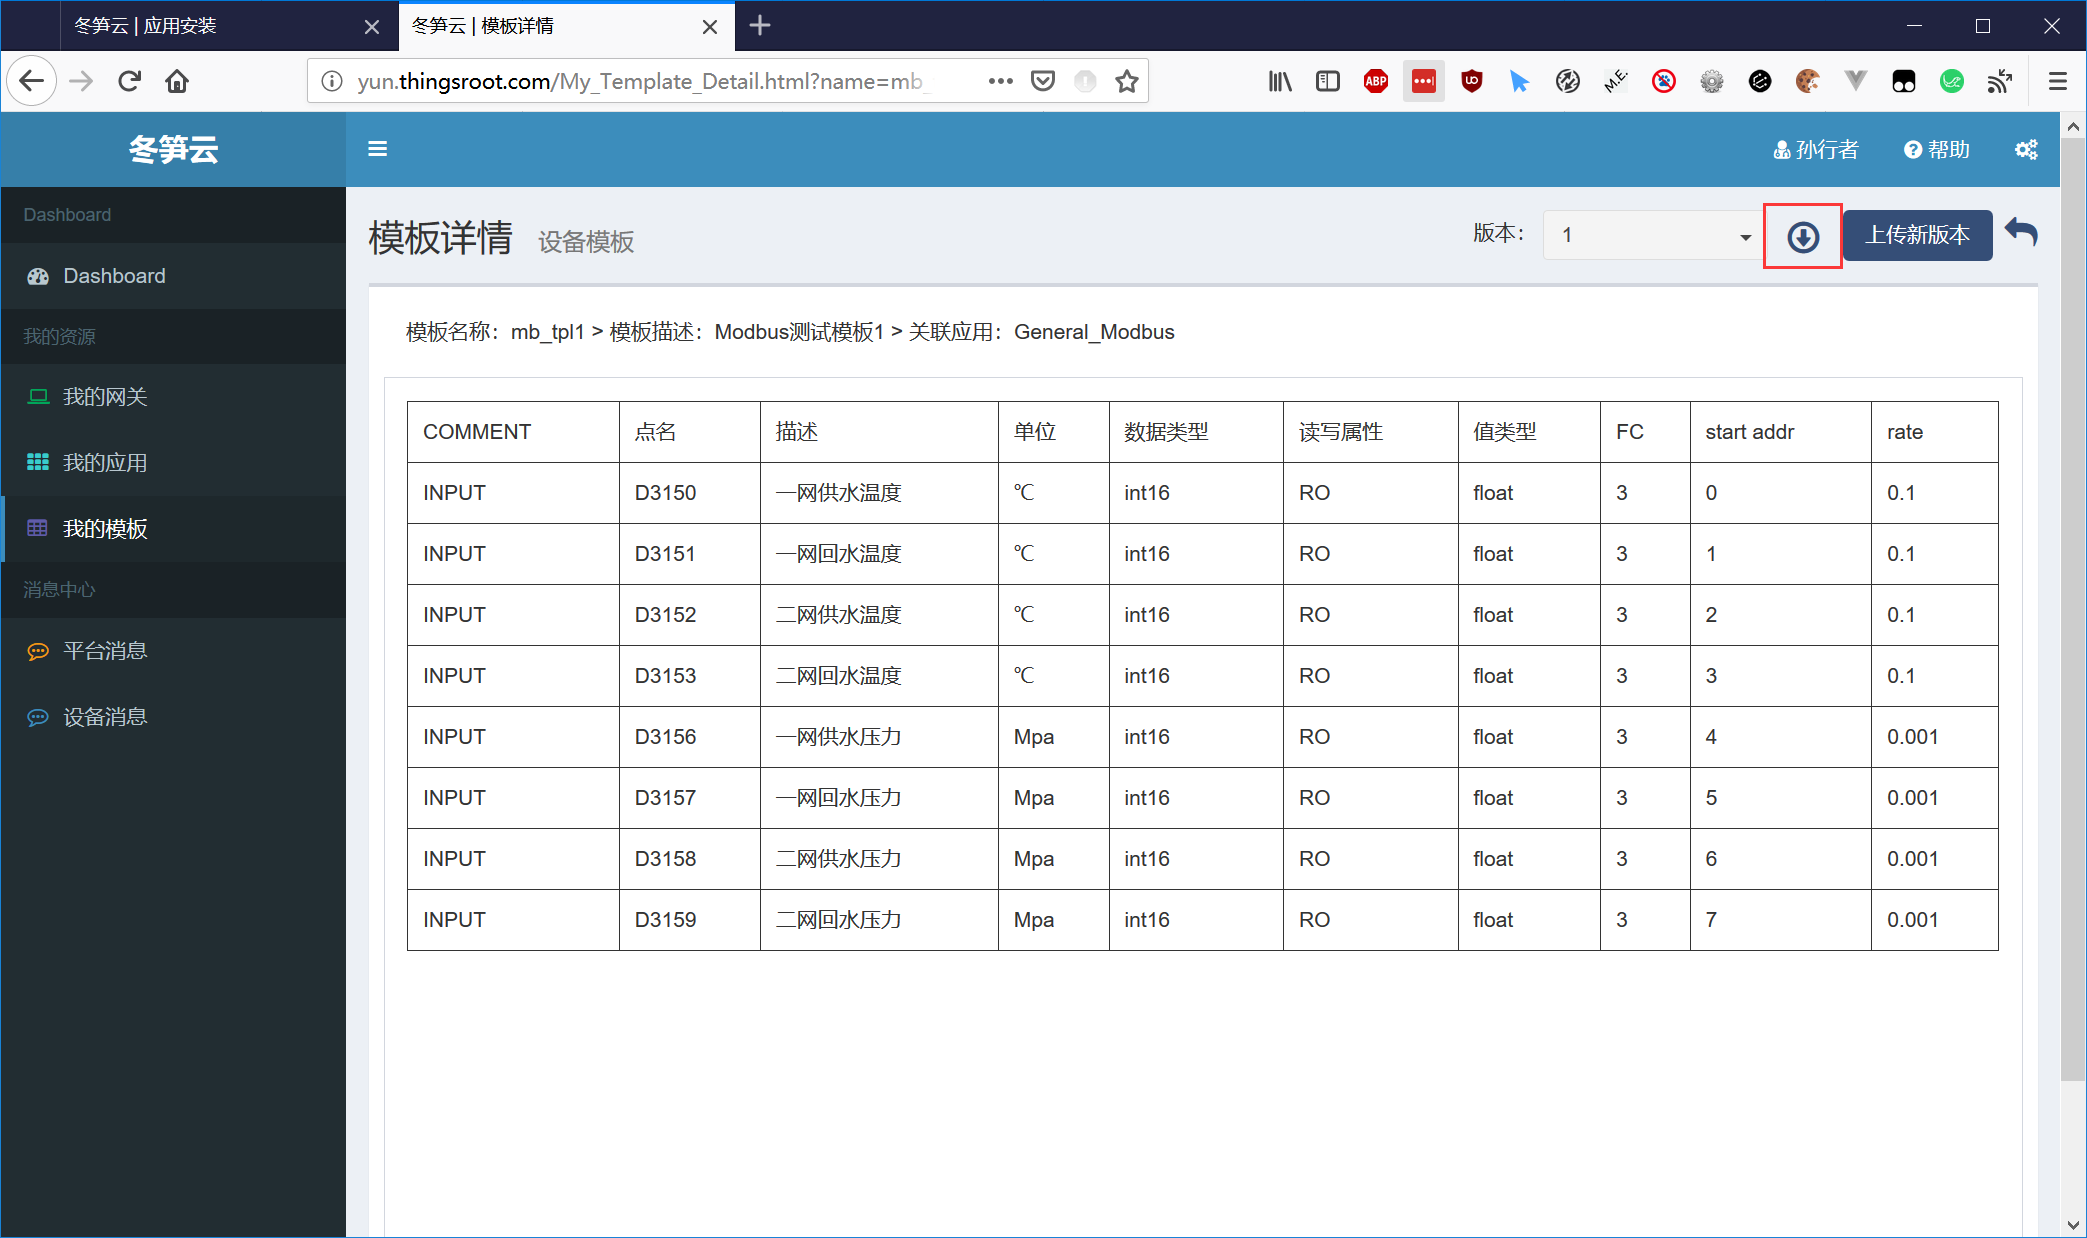 冬笋云 | 应用安装
冬笋云 | 模板详情
yun.thingsroot.com/My_Template_Detail.html?name=mb_
ABP
M.E.
冬笋云
孙行者 帮助
Dashboard
Dashboard
我的资源
我的网关
我的应用
我的模板
消息中心
平台消息
设备消息
模板详情 设备模板
版本： 1 上传新版本
模板名称：mb_tpl1 > 模板描述：Modbus测试模板1 > 关联应用：General_Modbus
COMMENT 点名 描述 单位 数据类型 读写属性 值类型 FC start addr rate
INPUT D3150 一网供水温度 ℃ int16 RO float 3 0 0.1
INPUT D3151 一网回水温度 ℃ int16 RO float 3 1 0.1
INPUT D3152 二网供水温度 ℃ int16 RO float 3 2 0.1
INPUT D3153 二网回水温度 ℃ int16 RO float 3 3 0.1
INPUT D3156 一网供水压力 Mpa int16 RO float 3 4 0.001
INPUT D3157 一网回水压力 Mpa int16 RO float 3 5 0.001
INPUT D3158 二网供水压力 Mpa int16 RO float 3 6 0.001
INPUT D3159 二网回水压力 Mpa int16 RO float 3 7 0.001